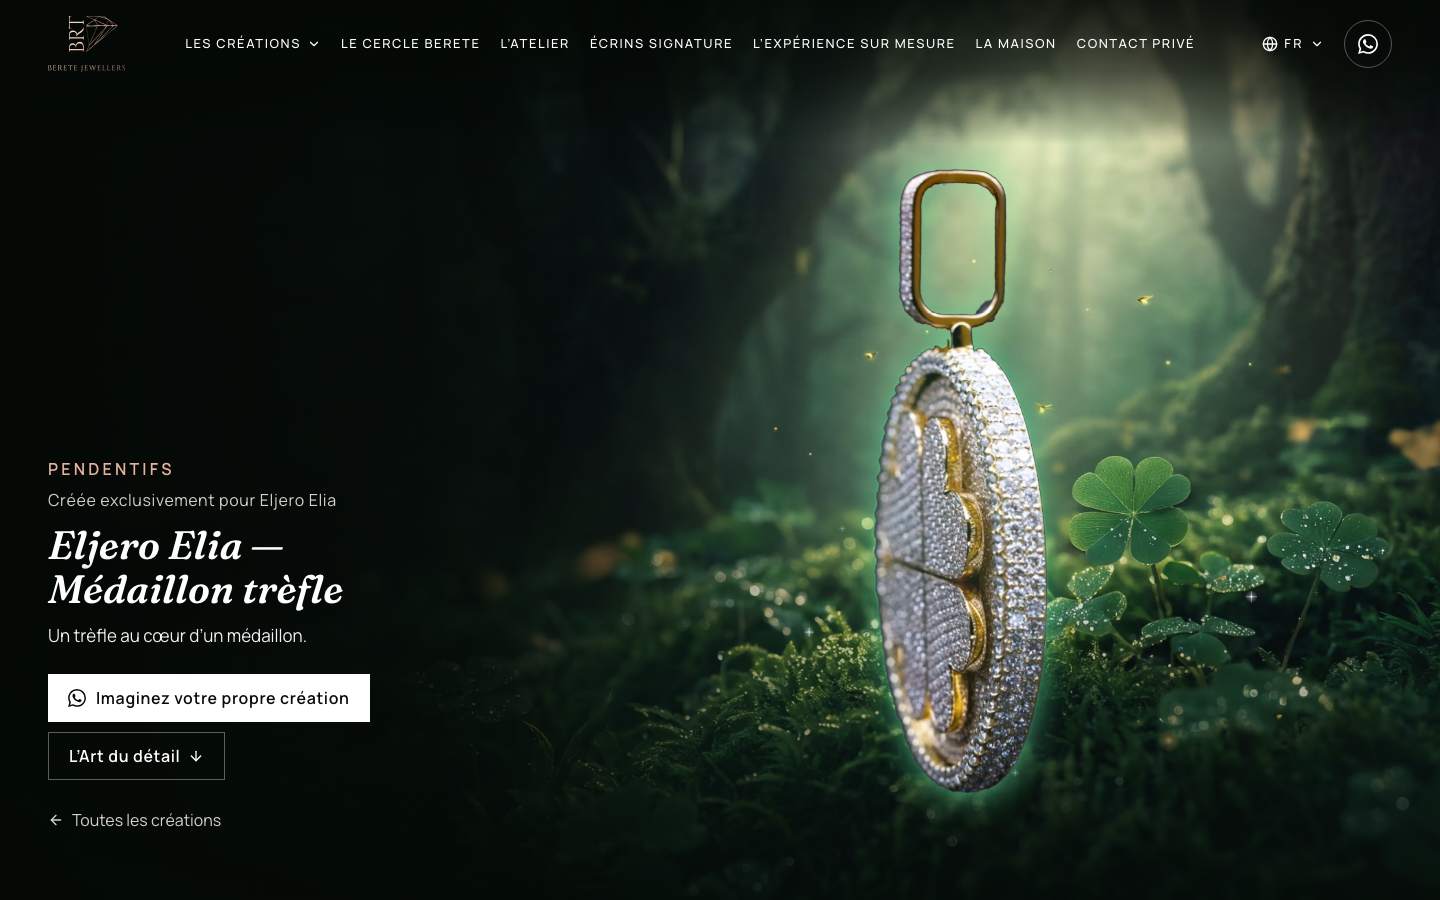 BRT
BERETE JEWELLERS
LES CRÉATIONS
LE CERCLE BERETE
L’ATELIER
ÉCRINS SIGNATURE
L’EXPÉRIENCE SUR MESURE
LA MAISON
CONTACT PRIVÉ
FR
PENDENTIFS
Créée exclusivement pour Eljero Elia
Eljero Elia —
Médaillon trèfle
Un trèfle au cœur d’un médaillon.
Imaginez votre propre création
L’Art du détail ↓
← Toutes les créations